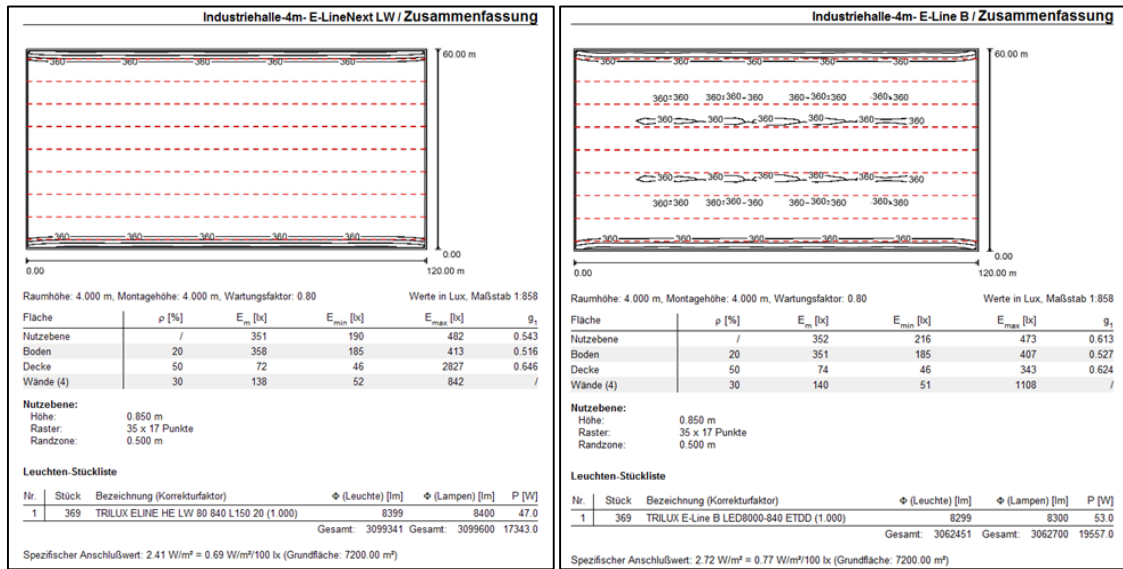 Industriehalle-4m- E-LineNext LW / Zusammenfassung
60.00 m
360 360 360 360 360
360 360 360 360 360
0.00
0.00 120.00 m
Raumhöhe: 4.000 m, Montagehöhe: 4.000 m, Wartungsfaktor: 0.80 Werte in Lux, Maßstab 1:858
Fläche ρ [%] Em [lx] Emin [lx] Emax [lx] g1
Nutzebene / 351 190 482 0.543
Boden 20 358 185 413 0.516
Decke 50 72 46 2827 0.646
Wände (4) 30 138 52 842 /
Nutzebene:
Höhe: 0.850 m
Raster: 35 x 17 Punkte
Randzone: 0.500 m
Leuchten-Stückliste
Nr. Stück Bezeichnung (Korrekturfaktor) Φ (Leuchte) [lm] Φ (Lampen) [lm] P [W]
1 369 TRILUX ELINE HE LW 80 840 L150 20 (1.000) 8399 8400 47.0
Gesamt: 3099341 Gesamt: 3099600 17343.0
Spezifischer Anschlußwert: 2.41 W/m² = 0.69 W/m²/100 lx (Grundfläche: 7200.00 m²)
Industriehalle-4m- E-Line B / Zusammenfassung
60.00 m
360 360 360 360 360
360 360 360 360 360 360 360 360 360 360
360 360 360 360 360 360
360 360 360 360 360 360
360 360 360 360 360 360 360 360 360 360
360 360 360 360 360
0.00
0.00 120.00 m
Raumhöhe: 4.000 m, Montagehöhe: 4.000 m, Wartungsfaktor: 0.80 Werte in Lux, Maßstab 1:858
Fläche ρ [%] Em [lx] Emin [lx] Emax [lx] g1
Nutzebene / 352 216 473 0.613
Boden 20 351 185 407 0.527
Decke 50 74 46 343 0.624
Wände (4) 30 140 51 1108 /
Nutzebene:
Höhe: 0.850 m
Raster: 35 x 17 Punkte
Randzone: 0.500 m
Leuchten-Stückliste
Nr. Stück Bezeichnung (Korrekturfaktor) Φ (Leuchte) [lm] Φ (Lampen) [lm] P [W]
1 369 TRILUX E-Line B LED8000-840 ETDD (1.000) 8299 8300 53.0
Gesamt: 3062451 Gesamt: 3062700 19557.0
Spezifischer Anschlußwert: 2.72 W/m² = 0.77 W/m²/100 lx (Grundfläche: 7200.00 m²)